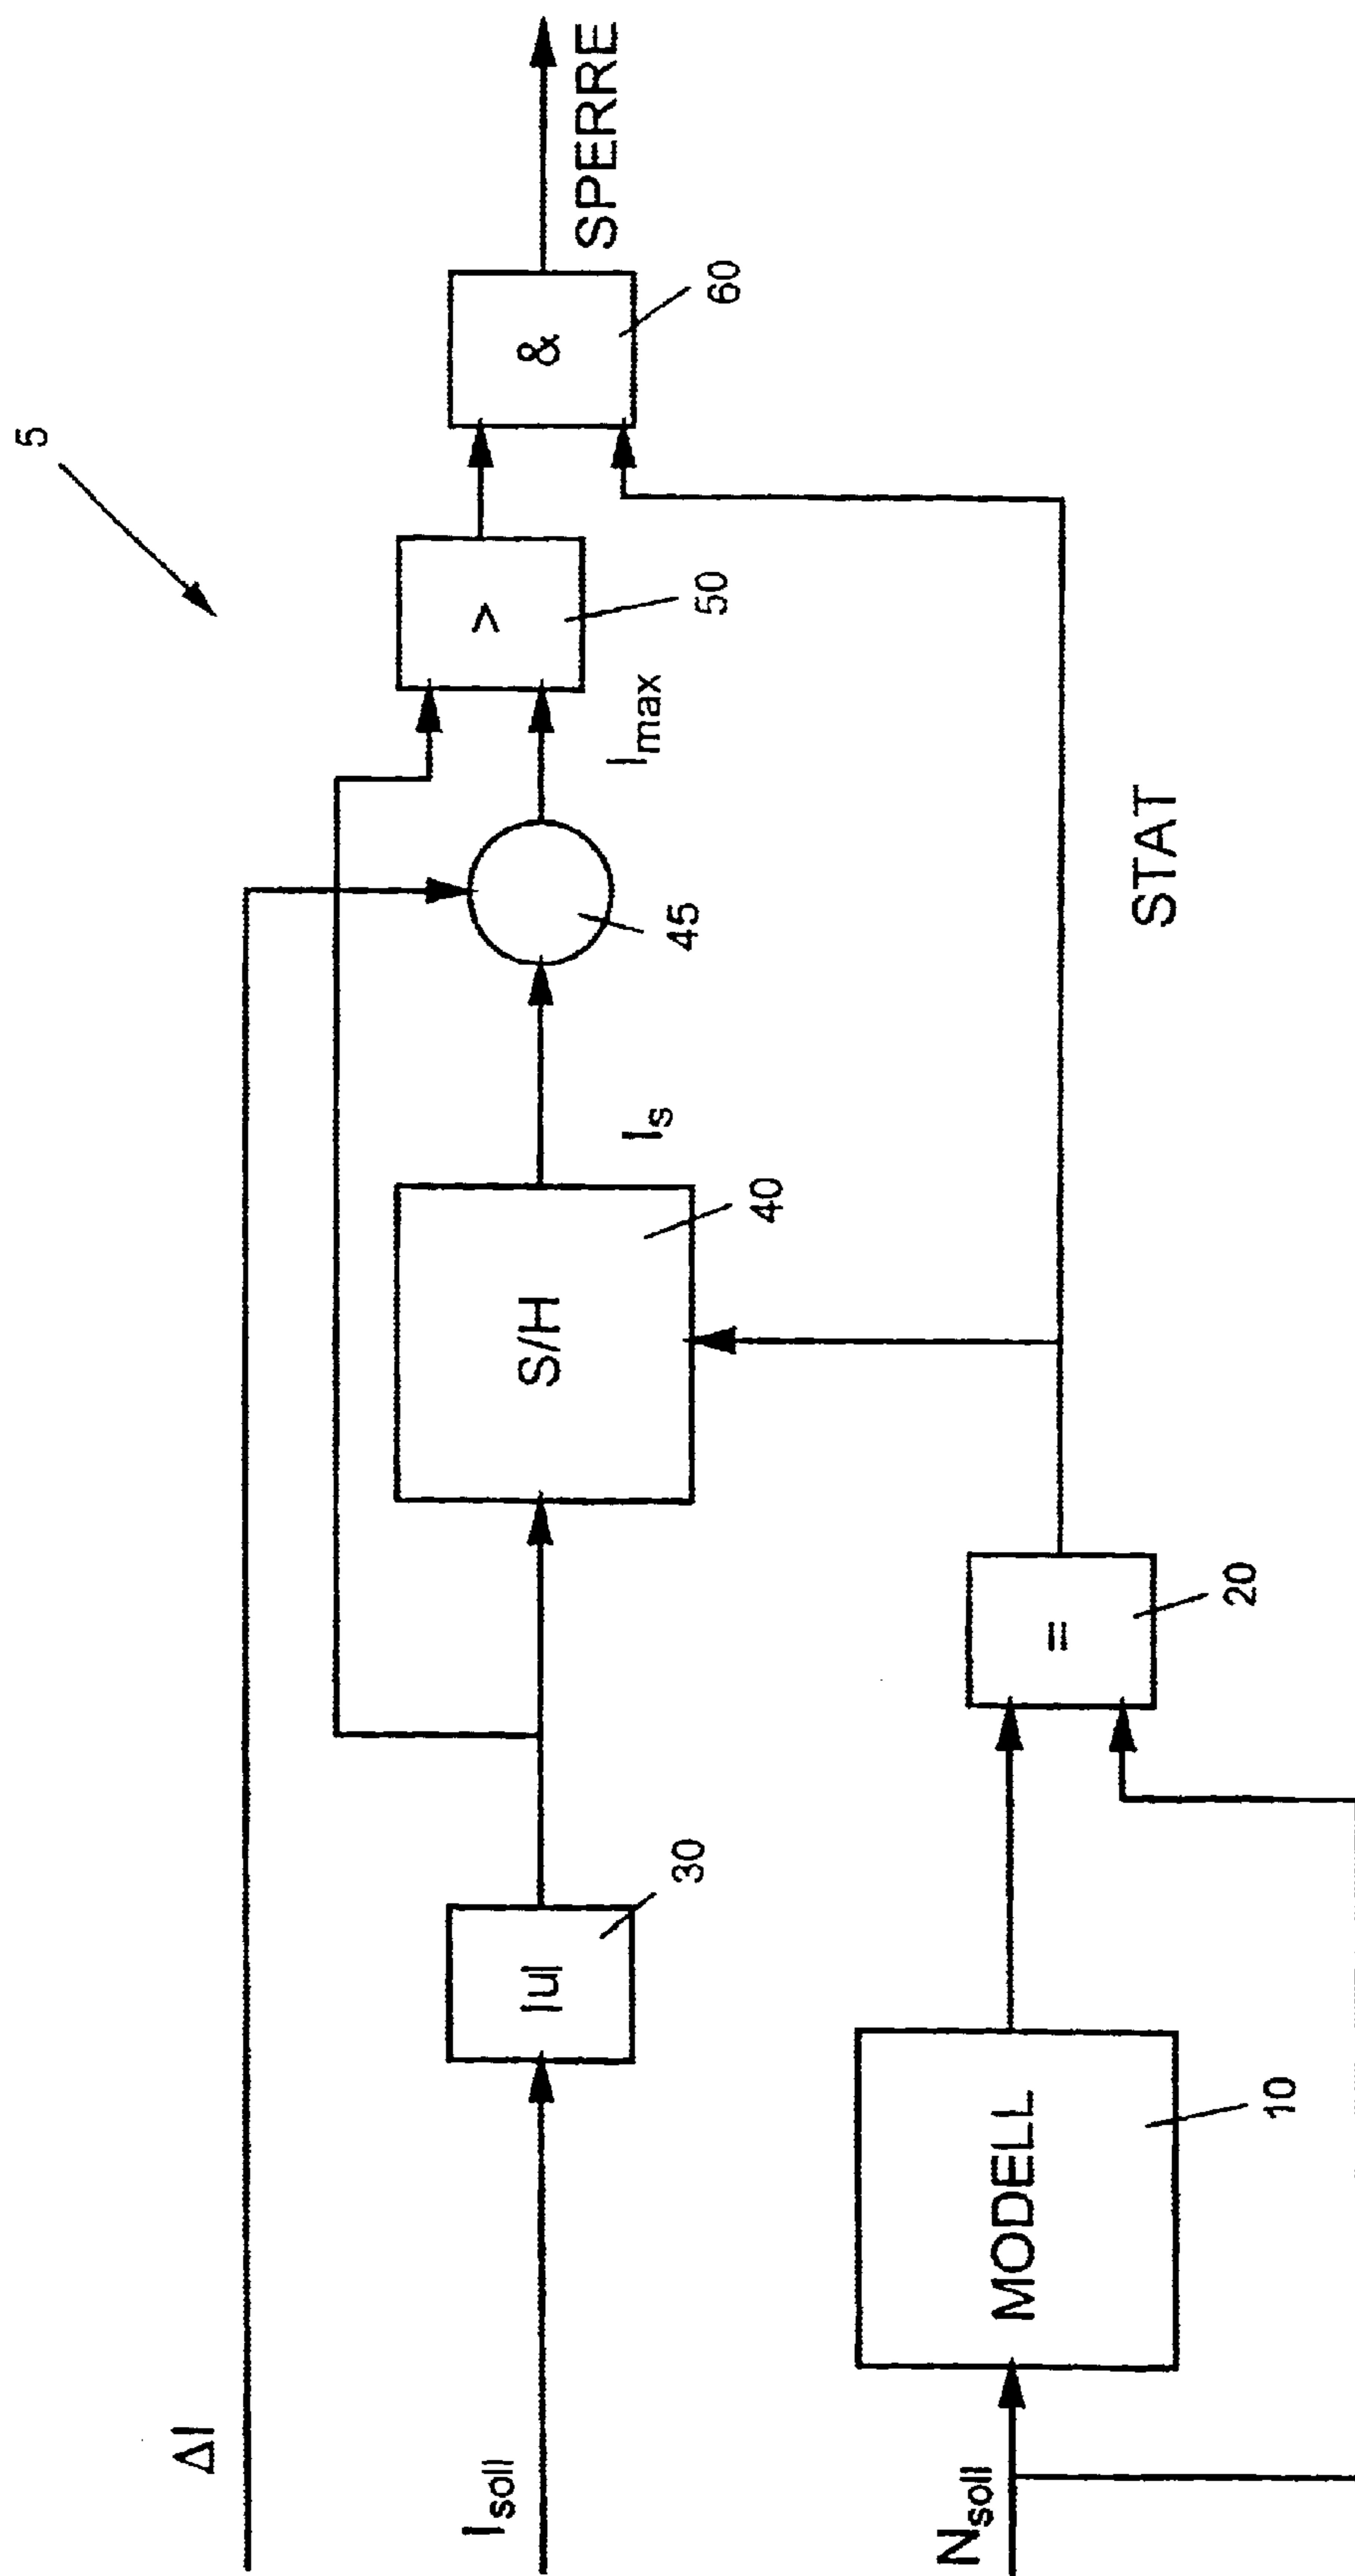 5
ΔI
I_soll
|u|
30
S/H
40
I_s
45
I_max
>
50
&
60
SPERRE
N_soll
MODELL
10
=
20
STAT